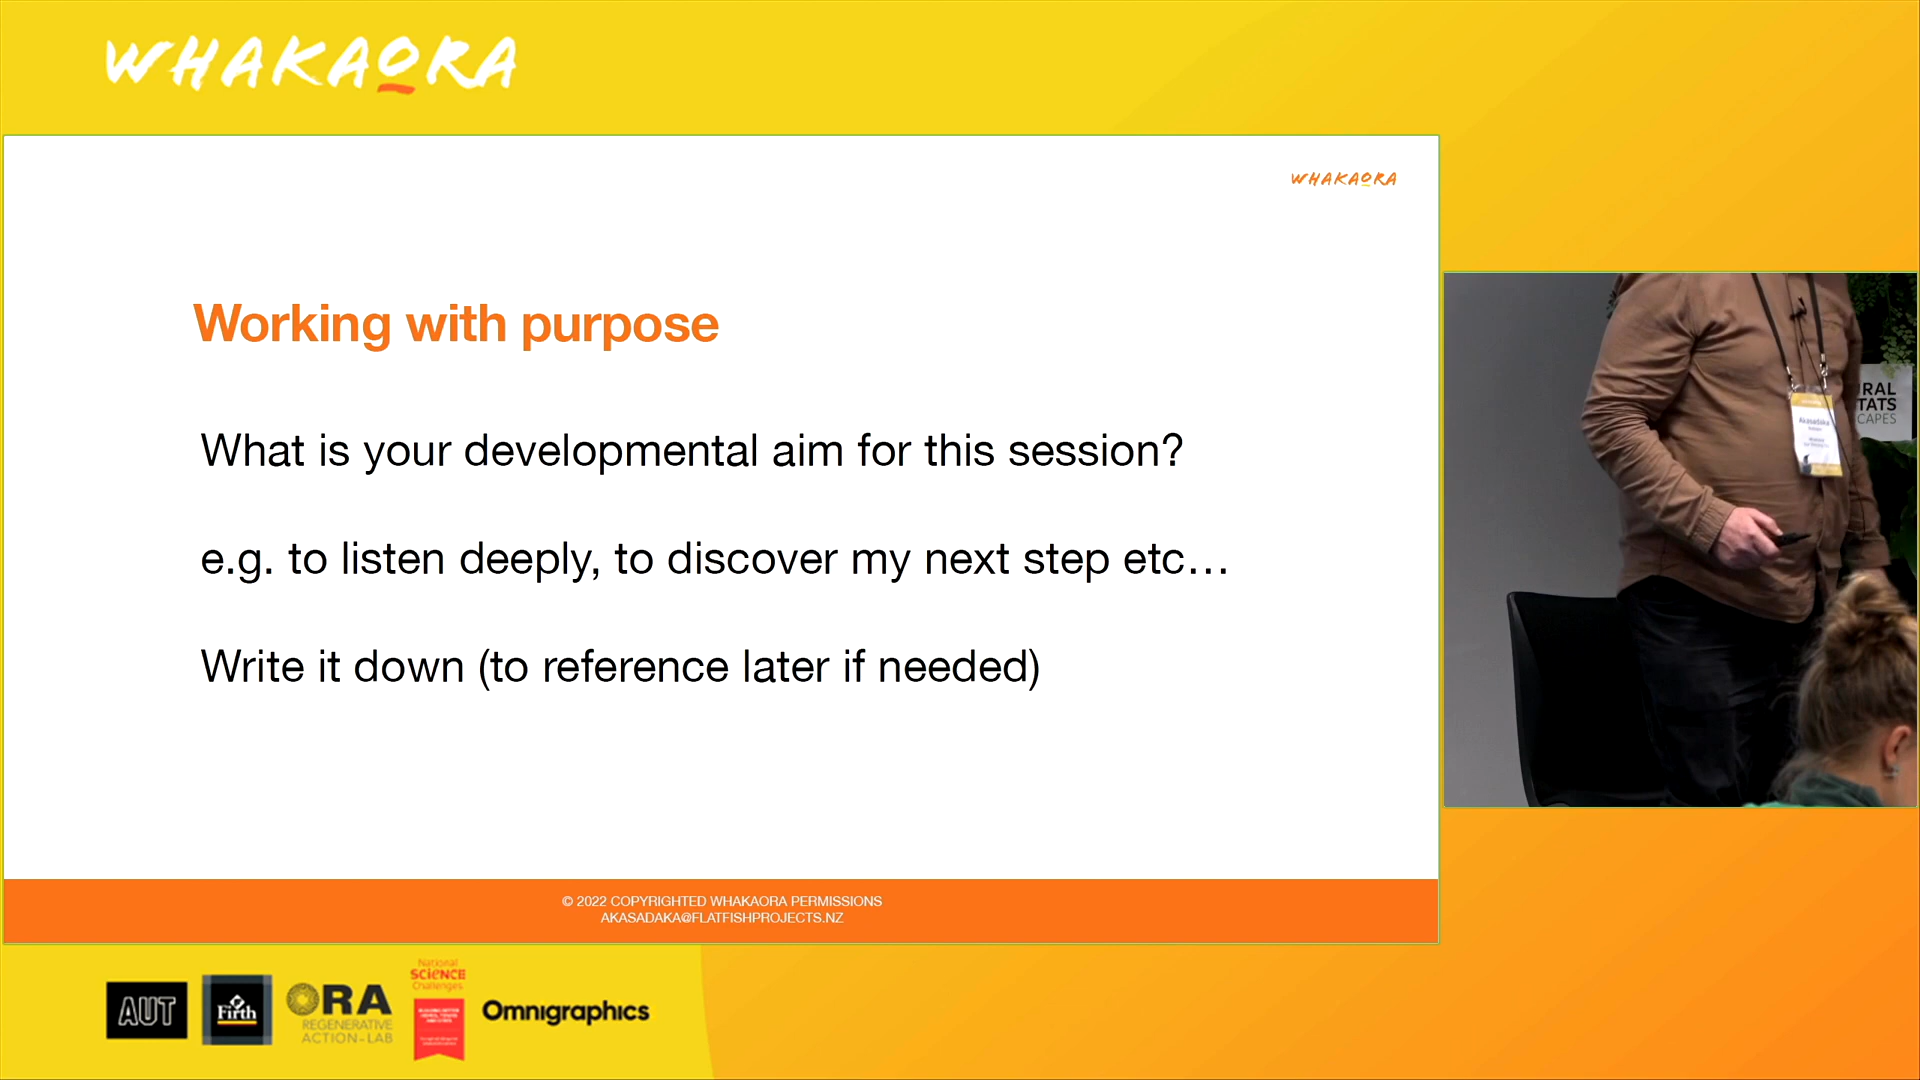 WHAKAORA
WHAKAORA
Working with purpose
What is your developmental aim for this session?
e.g. to listen deeply, to discover my next step etc…
Write it down (to reference later if needed)
© 2022 COPYRIGHTED WHAKAORA PERMISSIONS
AKASADAKA@FLATFISHPROJECTS.NZ
RAL
TATS
CAPES
Akasadaka
AUT
Firth
ORA
REGENERATIVE
ACTION-LAB
National
SCIENCE
Challenges
Omnigraphics